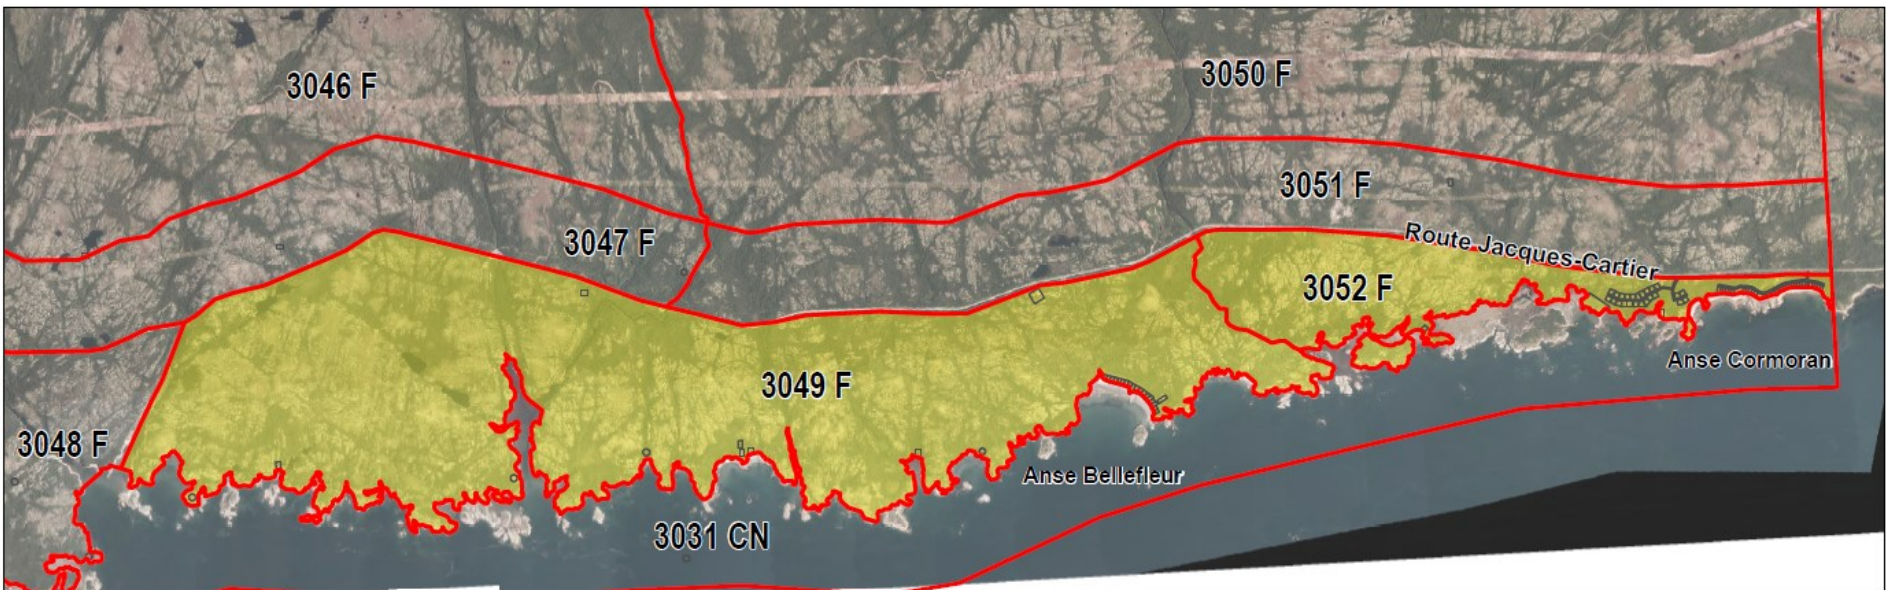 3046 F
3050 F
3051 F
3047 F
Route Jacques-Cartier
3052 F
Anse Cormoran
3049 F
3048 F
Anse Bellefleur
3031 CN